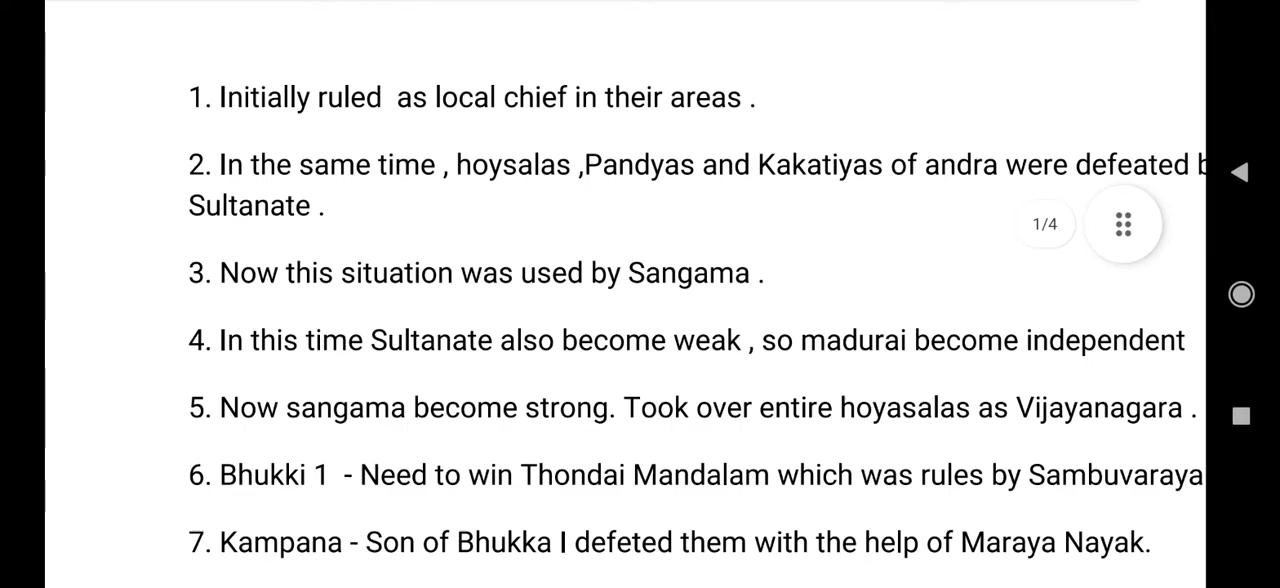 1. Initially ruled  as local chief in their areas .
2. In the same time , hoysalas ,Pandyas and Kakatiyas of andra were defeated
Sultanate .
1/4
3. Now this situation was used by Sangama .
4. In this time Sultanate also become weak , so madurai become independent
5. Now sangama become strong. Took over entire hoyasalas as Vijayanagara .
6. Bhukki 1  - Need to win Thondai Mandalam which was rules by Sambuvaraya
7. Kampana - Son of Bhukka I defeted them with the help of Maraya Nayak.